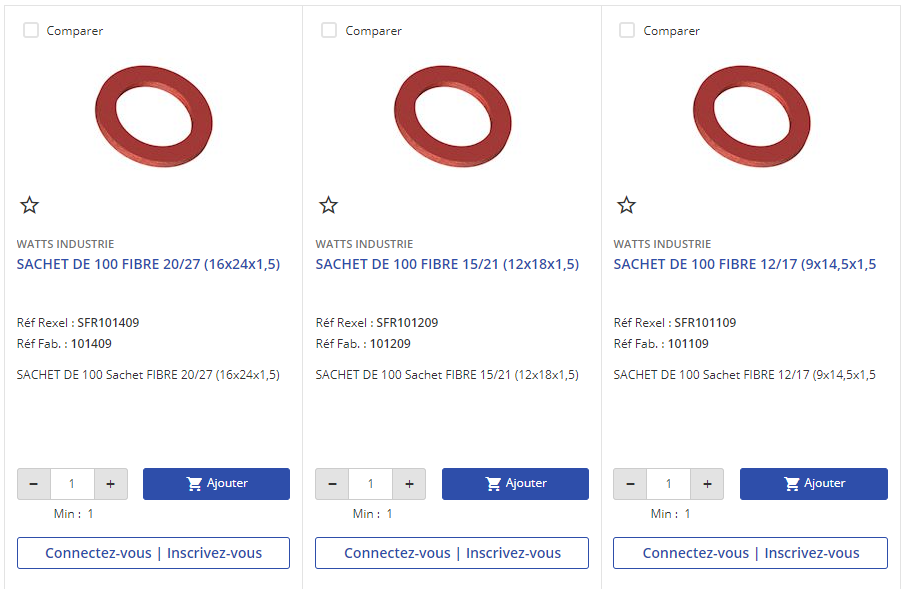 Comparer
WATTS INDUSTRIE
SACHET DE 100 FIBRE 20/27 (16x24x1,5)
Réf Rexel : SFR101409
Réf Fab. : 101409
SACHET DE 100 Sachet FIBRE 20/27 (16x24x1,5)
− 1 +
Ajouter
Min : 1
Connectez-vous | Inscrivez-vous
Comparer
WATTS INDUSTRIE
SACHET DE 100 FIBRE 15/21 (12x18x1,5)
Réf Rexel : SFR101209
Réf Fab. : 101209
SACHET DE 100 Sachet FIBRE 15/21 (12x18x1,5)
− 1 +
Ajouter
Min : 1
Connectez-vous | Inscrivez-vous
Comparer
WATTS INDUSTRIE
SACHET DE 100 FIBRE 12/17 (9x14,5x1,5
Réf Rexel : SFR101109
Réf Fab. : 101109
SACHET DE 100 Sachet FIBRE 12/17 (9x14,5x1,5
− 1 +
Ajouter
Min : 1
Connectez-vous | Inscrivez-vous